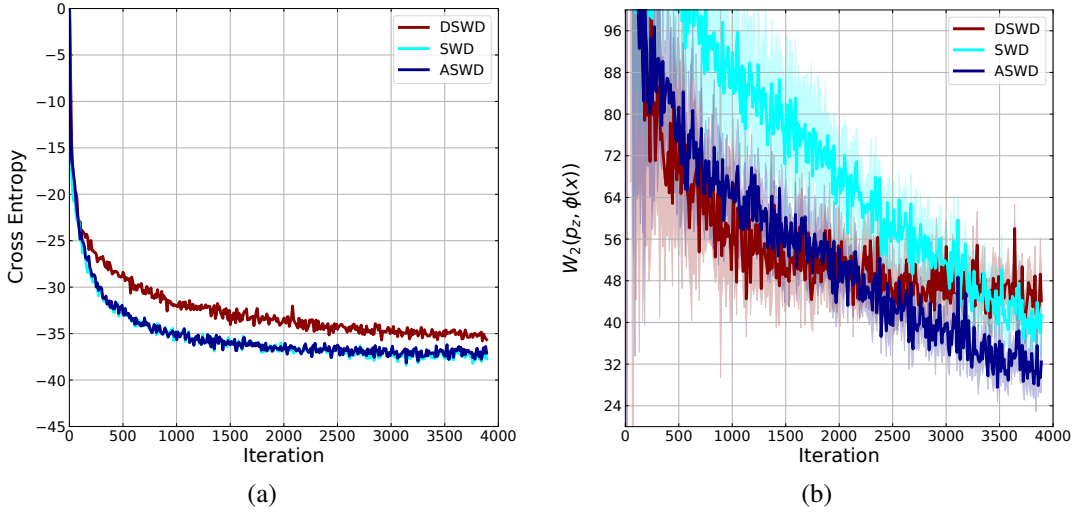 0
−5
−10
−15
−20
−25
−30
−35
−40
−45
Cross Entropy
DSWD
SWD
ASWD
0 500 1000 1500 2000 2500 3000 3500 4000
Iteration
(a)
96
88
80
72
64
56
48
40
32
24
W₂(p_z, ϕ(x))
DSWD
SWD
ASWD
0 500 1000 1500 2000 2500 3000 3500 4000
Iteration
(b)